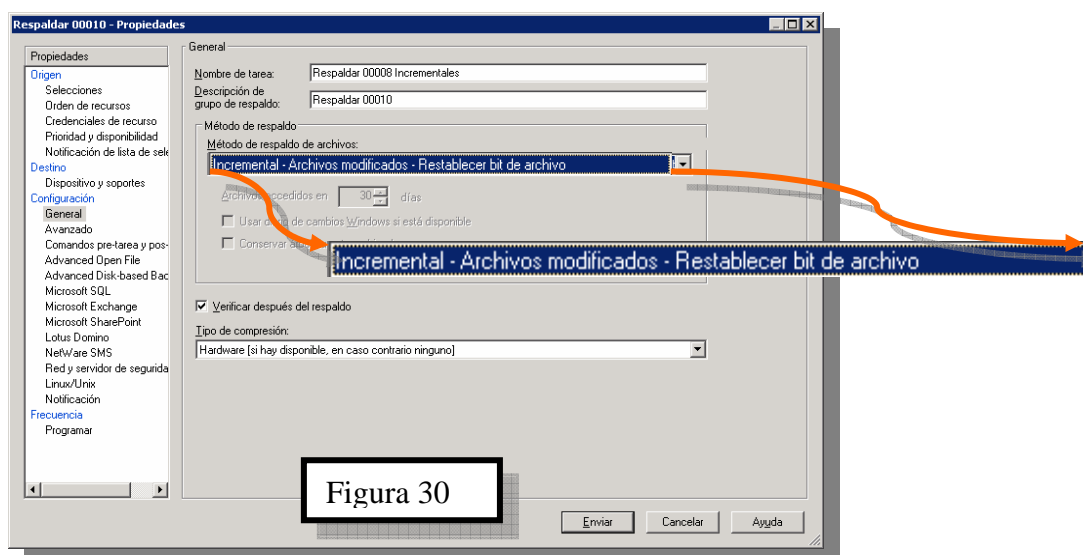 Respaldar 00010 - Propiedades
Propiedades
Origen
Selecciones
Orden de recursos
Credenciales de recurso
Prioridad y disponibilidad
Notificación de lista de sele
Destino
Dispositivo y soportes
Configuración
General
Avanzado
Comandos pre-tarea y pos-
Advanced Open File
Advanced Disk-based Bac
Microsoft SQL
Microsoft Exchange
Microsoft SharePoint
Lotus Domino
NetWare SMS
Red y servidor de segurida
Linux/Unix
Notificación
Frecuencia
Programar
General
Nombre de tarea: Respaldar 00008 Incrementales
Descripción de
grupo de respaldo: Respaldar 00010
Método de respaldo
Método de respaldo de archivos:
Incremental - Archivos modificados - Restablecer bit de archivo
Archivos accedidos en 30 días
Usar de cambios Windows si está disponible
Conservar
Incremental - Archivos modificados - Restablecer bit de archivo
Verificar después del respaldo
Tipo de compresión:
Hardware [si hay disponible, en caso contrario ninguno]
Figura 30
Enviar Cancelar Ayuda